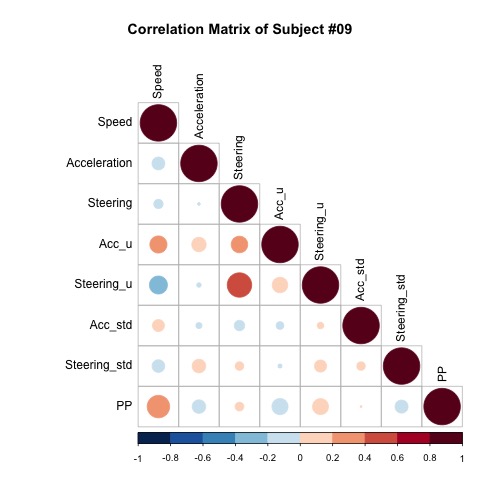 Correlation Matrix of Subject #09
Speed
Acceleration
Steering
Acc_u
Steering_u
Acc_std
Steering_std
PP
Speed
Acceleration
Steering
Acc_u
Steering_u
Acc_std
Steering_std
PP
-1 -0.8 -0.6 -0.4 -0.2 0 0.2 0.4 0.6 0.8 1